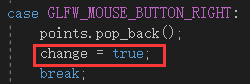 case GLFW_MOUSE_BUTTON_RIGHT:
points.pop_back();
change = true;
break;